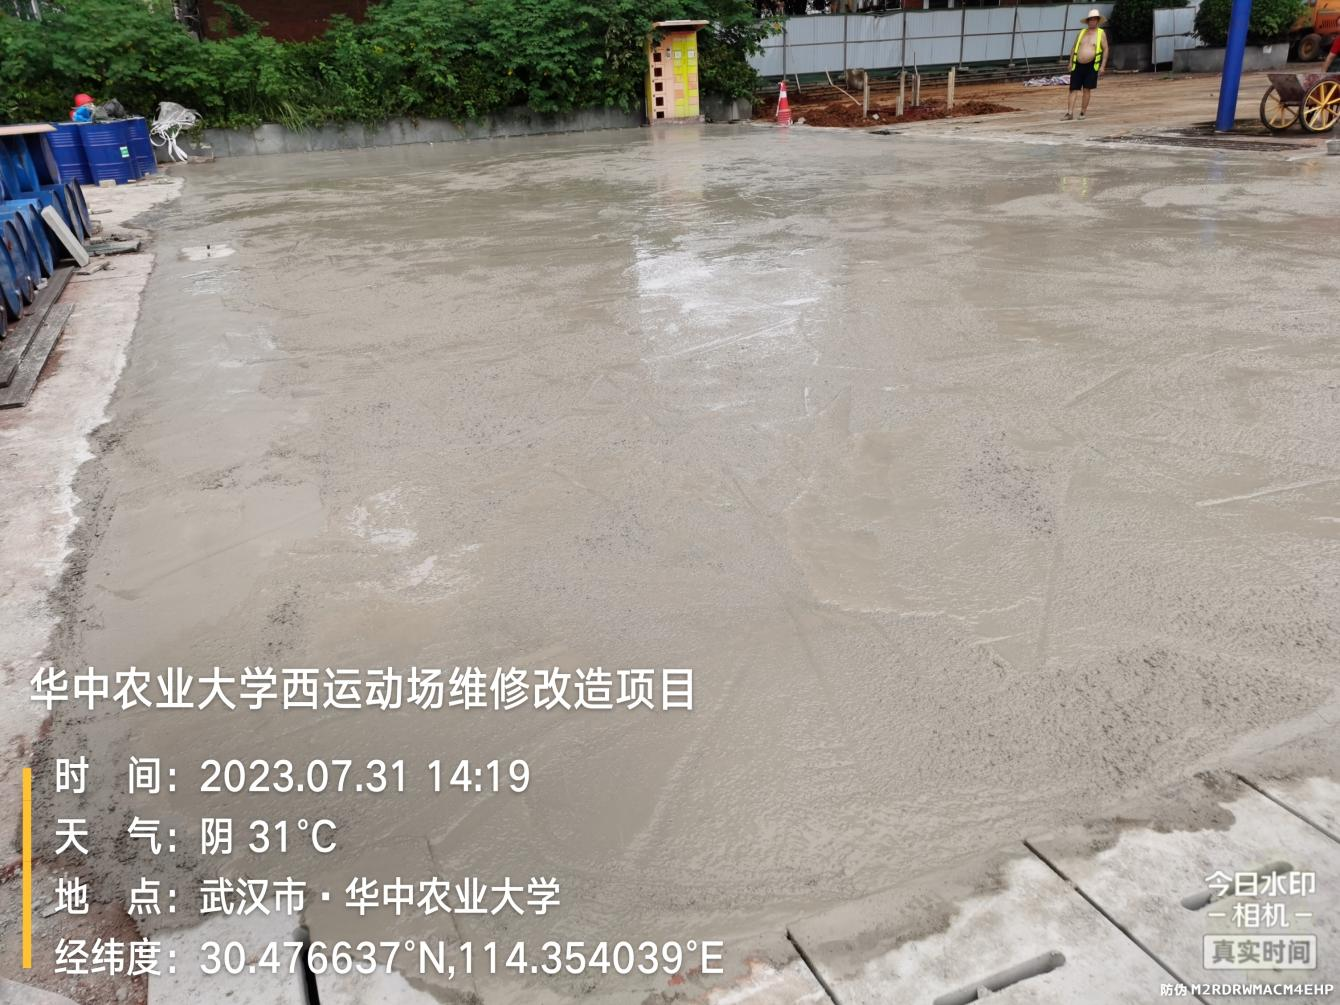 华中农业大学西运动场维修改造项目
时 间：2023.07.31 14:19
天 气：阴 31℃
地 点：武汉市·华中农业大学
经纬度：30.476637°N,114.354039°E
今日水印
-相机-
真实时间
防伪 M2RDRWMACM4EHP